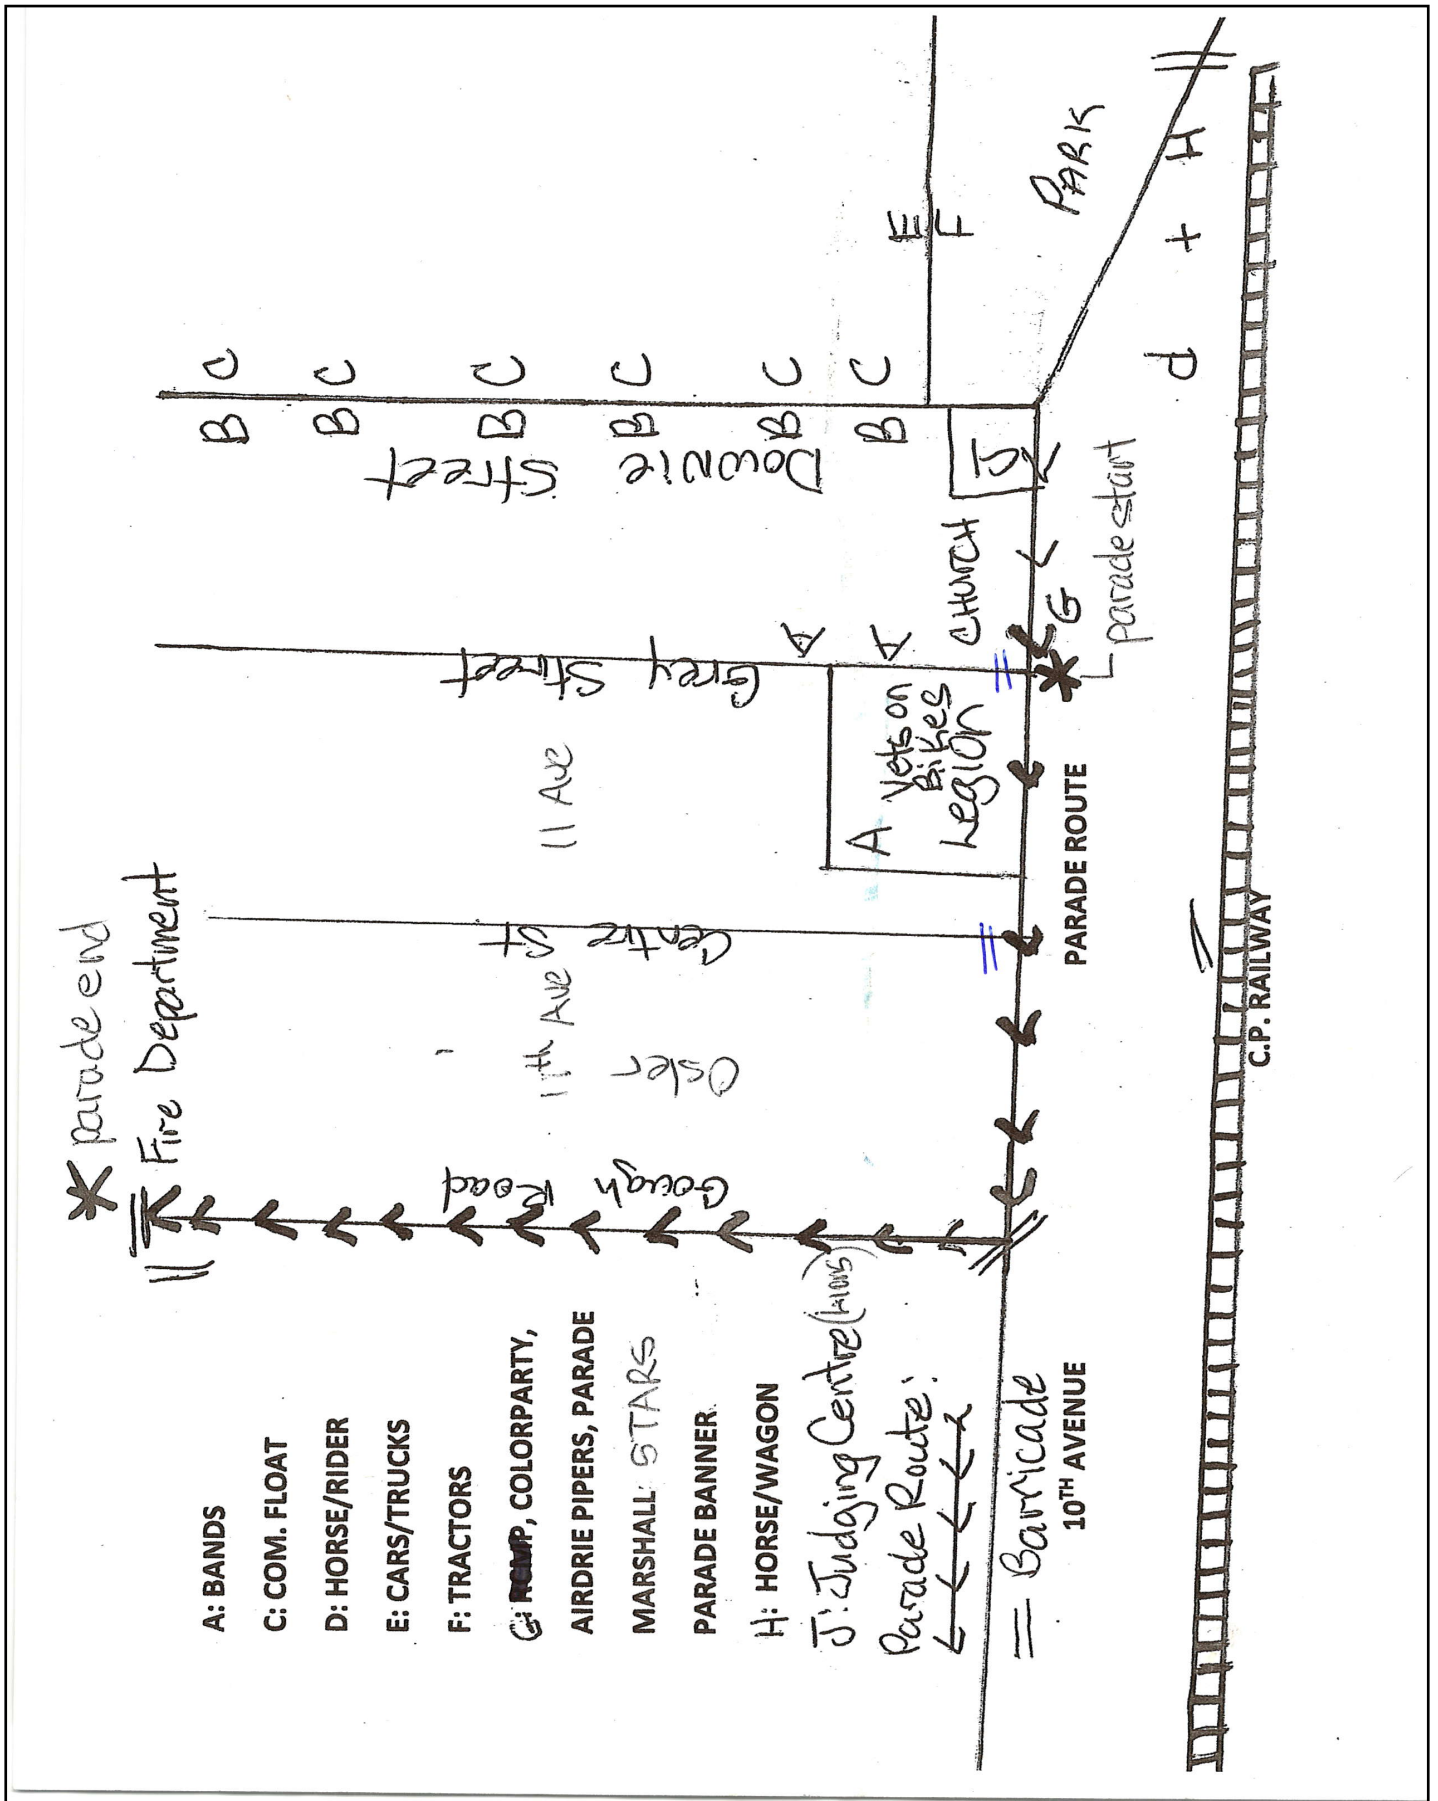 parade end
Fire Department
A: BANDS
C: COM. FLOAT
D: HORSE/RIDER
E: CARS/TRUCKS
F: TRACTORS
G: RCMP, COLORPARTY,
AIRDRIE PIPERS, PARADE
MARSHALL: STARS
PARADE BANNER
H: HORSE/WAGON
J: Judging Centre (Lions)
Parade Route:
= Barricade
10TH AVENUE
Gough Road
Osler
11th Ave
Centre St
11 Ave
Grey Street
A
A
A
Vets on
Bikes
Legion
CHURCH
Downie Street
B C
B C
B C
B C
B C
B C
J
E
F
G
parade start
PARADE ROUTE
PARK
d + H
C.P. RAILWAY